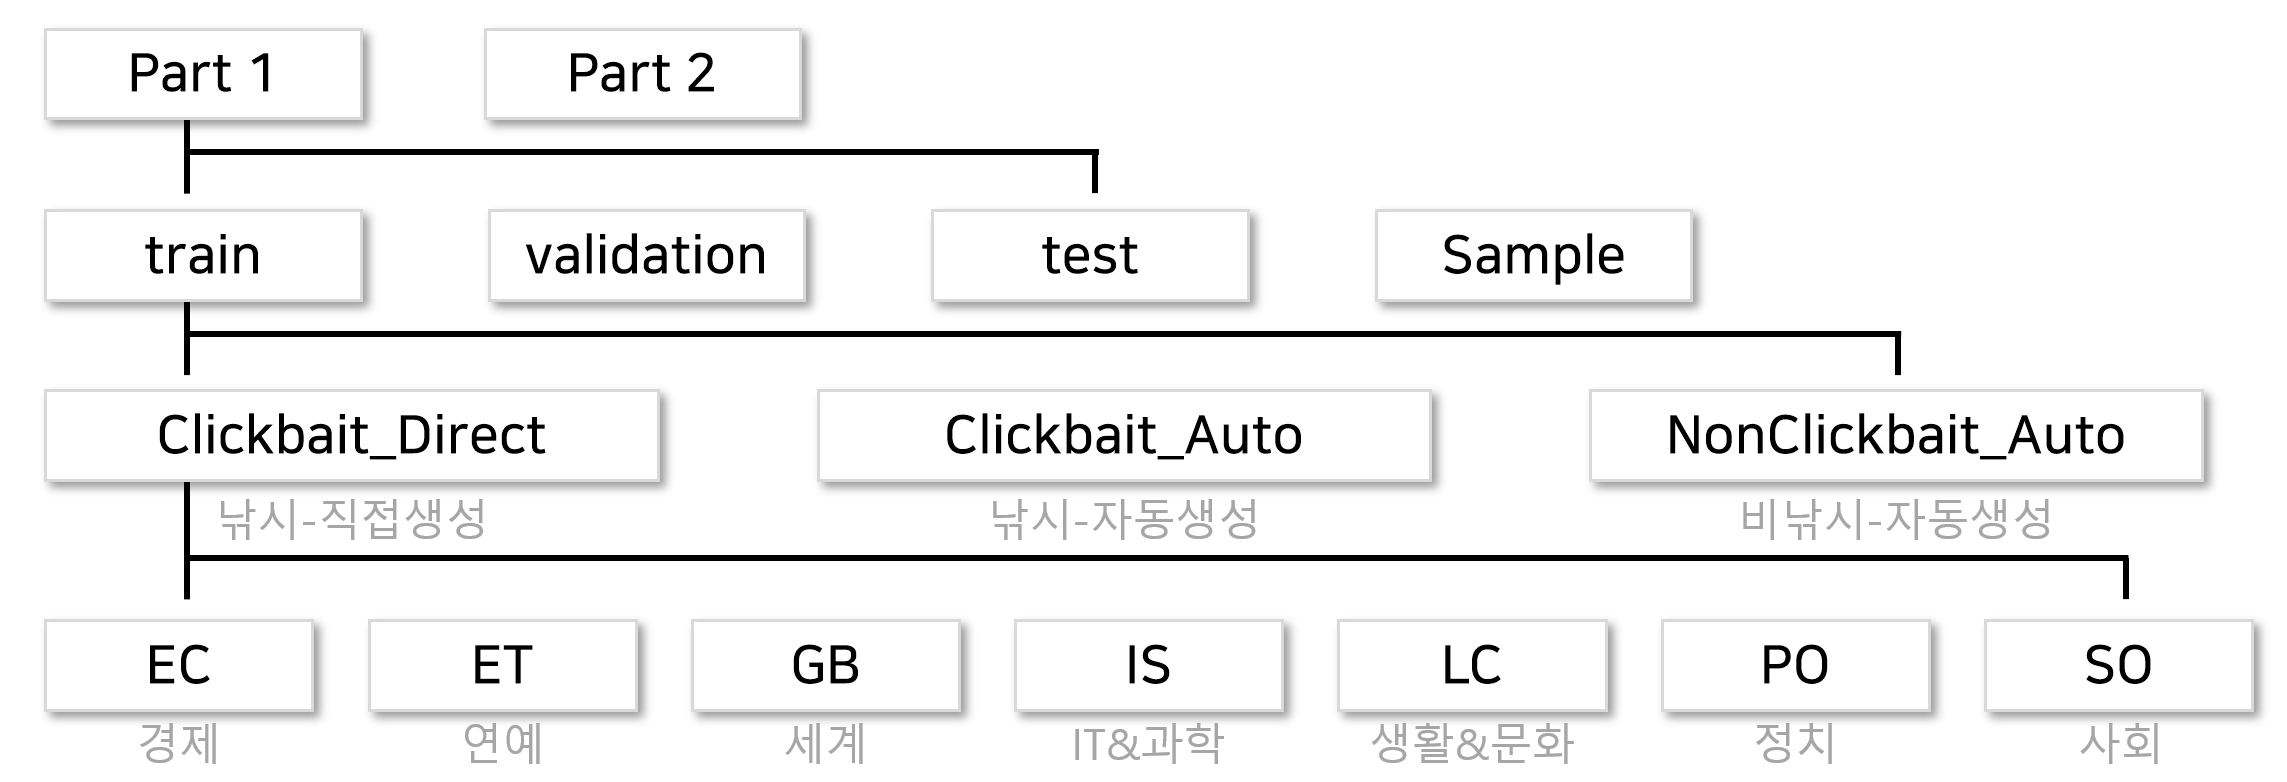 Part 1 Part 2
train validation test Sample
Clickbait_Direct Clickbait_Auto NonClickbait_Auto
낚시-직접생성 낚시-자동생성 비낚시-자동생성
EC ET GB IS LC PO SO
경제 연예 세계 IT&과학 생활&문화 정치 사회